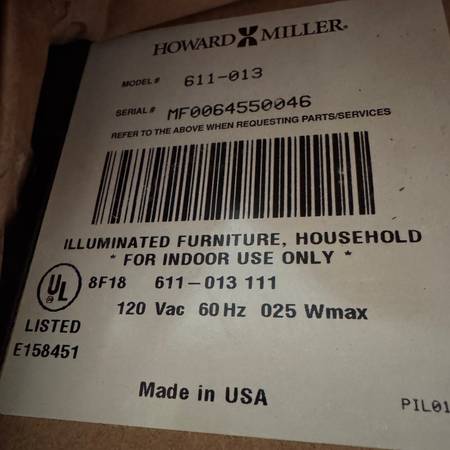 HOWARD MILLER®
MODEL # 611-013
SERIAL # MF0064550046
REFER TO THE ABOVE WHEN REQUESTING PARTS/SERVICES
ILLUMINATED FURNITURE, HOUSEHOLD
* FOR INDOOR USE ONLY *
UL 8F18 611-013 111
120 Vac 60Hz 025 Wmax
LISTED
E158451
Made in USA
PIL01